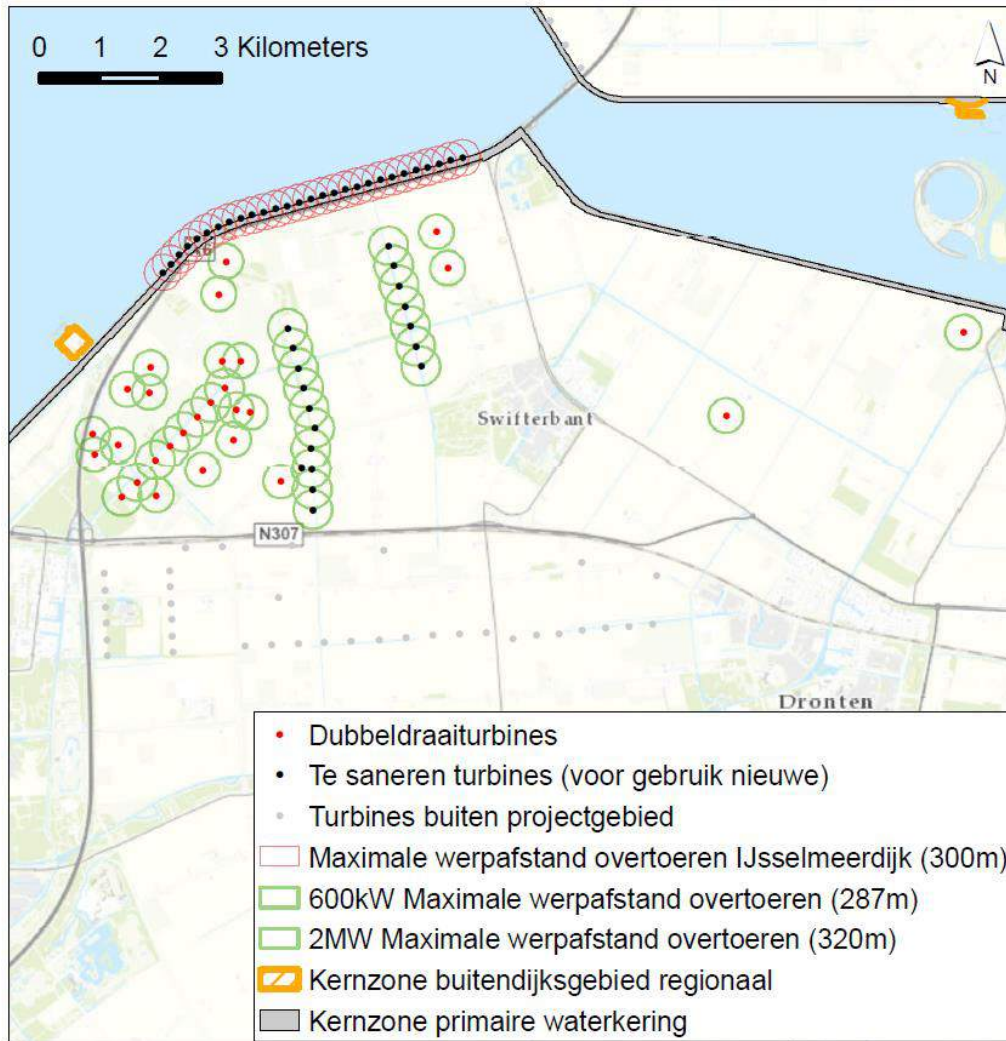 0 1 2 3 Kilometers
N
Swifterbant
N307
Dronten
Dubbeldraaiturbines
Te saneren turbines (voor gebruik nieuwe)
Turbines buiten projectgebied
Maximale werpafstand overtoeren IJsselmeerdijk (300m)
600kW Maximale werpafstand overtoeren (287m)
2MW Maximale werpafstand overtoeren (320m)
Kernzone buitendijksgebied regionaal
Kernzone primaire waterkering